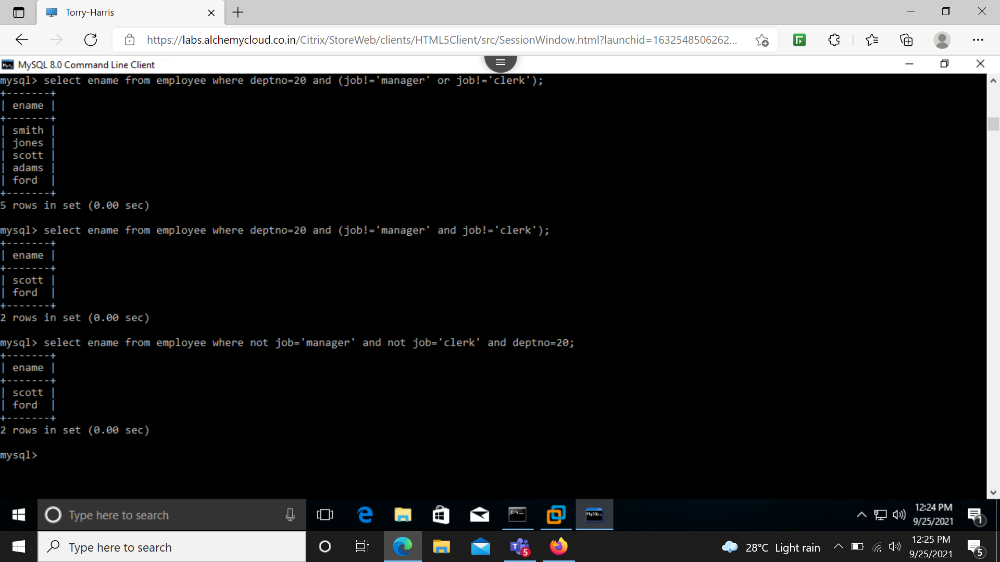 Torry-Harris
https://labs.alchemycloud.co.in/Citrix/StoreWeb/clients/HTML5Client/src/SessionWindow.html?launchid=1632548506262...
MySQL 8.0 Command Line Client
mysql> select ename from employee where deptno=20 and (job!='manager' or job!='clerk');
+-------+
| ename |
+-------+
| smith |
| jones |
| scott |
| adams |
| ford  |
+-------+
5 rows in set (0.00 sec)
mysql> select ename from employee where deptno=20 and (job!='manager' and job!='clerk');
+-------+
| ename |
+-------+
| scott |
| ford  |
+-------+
2 rows in set (0.00 sec)
mysql> select ename from employee where not job='manager' and not job='clerk' and deptno=20;
+-------+
| ename |
+-------+
| scott |
| ford  |
+-------+
2 rows in set (0.00 sec)
mysql>
Type here to search
12:24 PM
9/25/2021
1
Type here to search
5
28°C Light rain
12:25 PM
9/25/2021
5